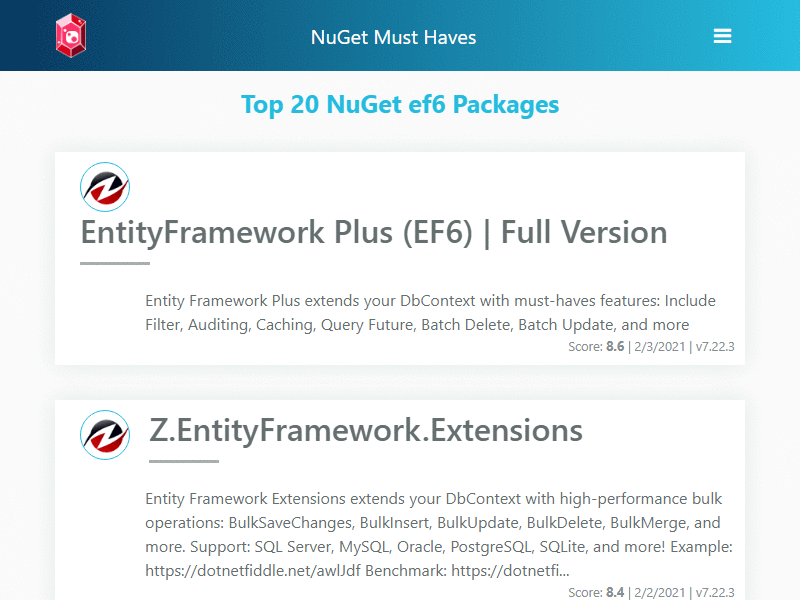 NuGet Must Haves
Top 20 NuGet ef6 Packages
EntityFramework Plus (EF6) | Full Version
Entity Framework Plus extends your DbContext with must-haves features: Include
Filter, Auditing, Caching, Query Future, Batch Delete, Batch Update, and more
Score: 8.6 | 2/3/2021 | v7.22.3
Z.EntityFramework.Extensions
Entity Framework Extensions extends your DbContext with high-performance bulk
operations: BulkSaveChanges, BulkInsert, BulkUpdate, BulkDelete, BulkMerge, and
more. Support: SQL Server, MySQL, Oracle, PostgreSQL, SQLite, and more! Example:
https://dotnetfiddle.net/awlJdf Benchmark: https://dotnetfi...
Score: 8.4 | 2/2/2021 | v7.22.3